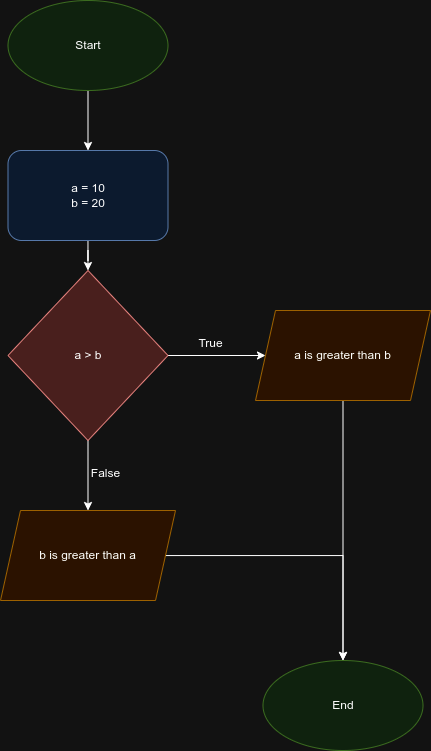 Start
a = 10
b = 20
a > b
True
a is greater than b
False
b is greater than a
End